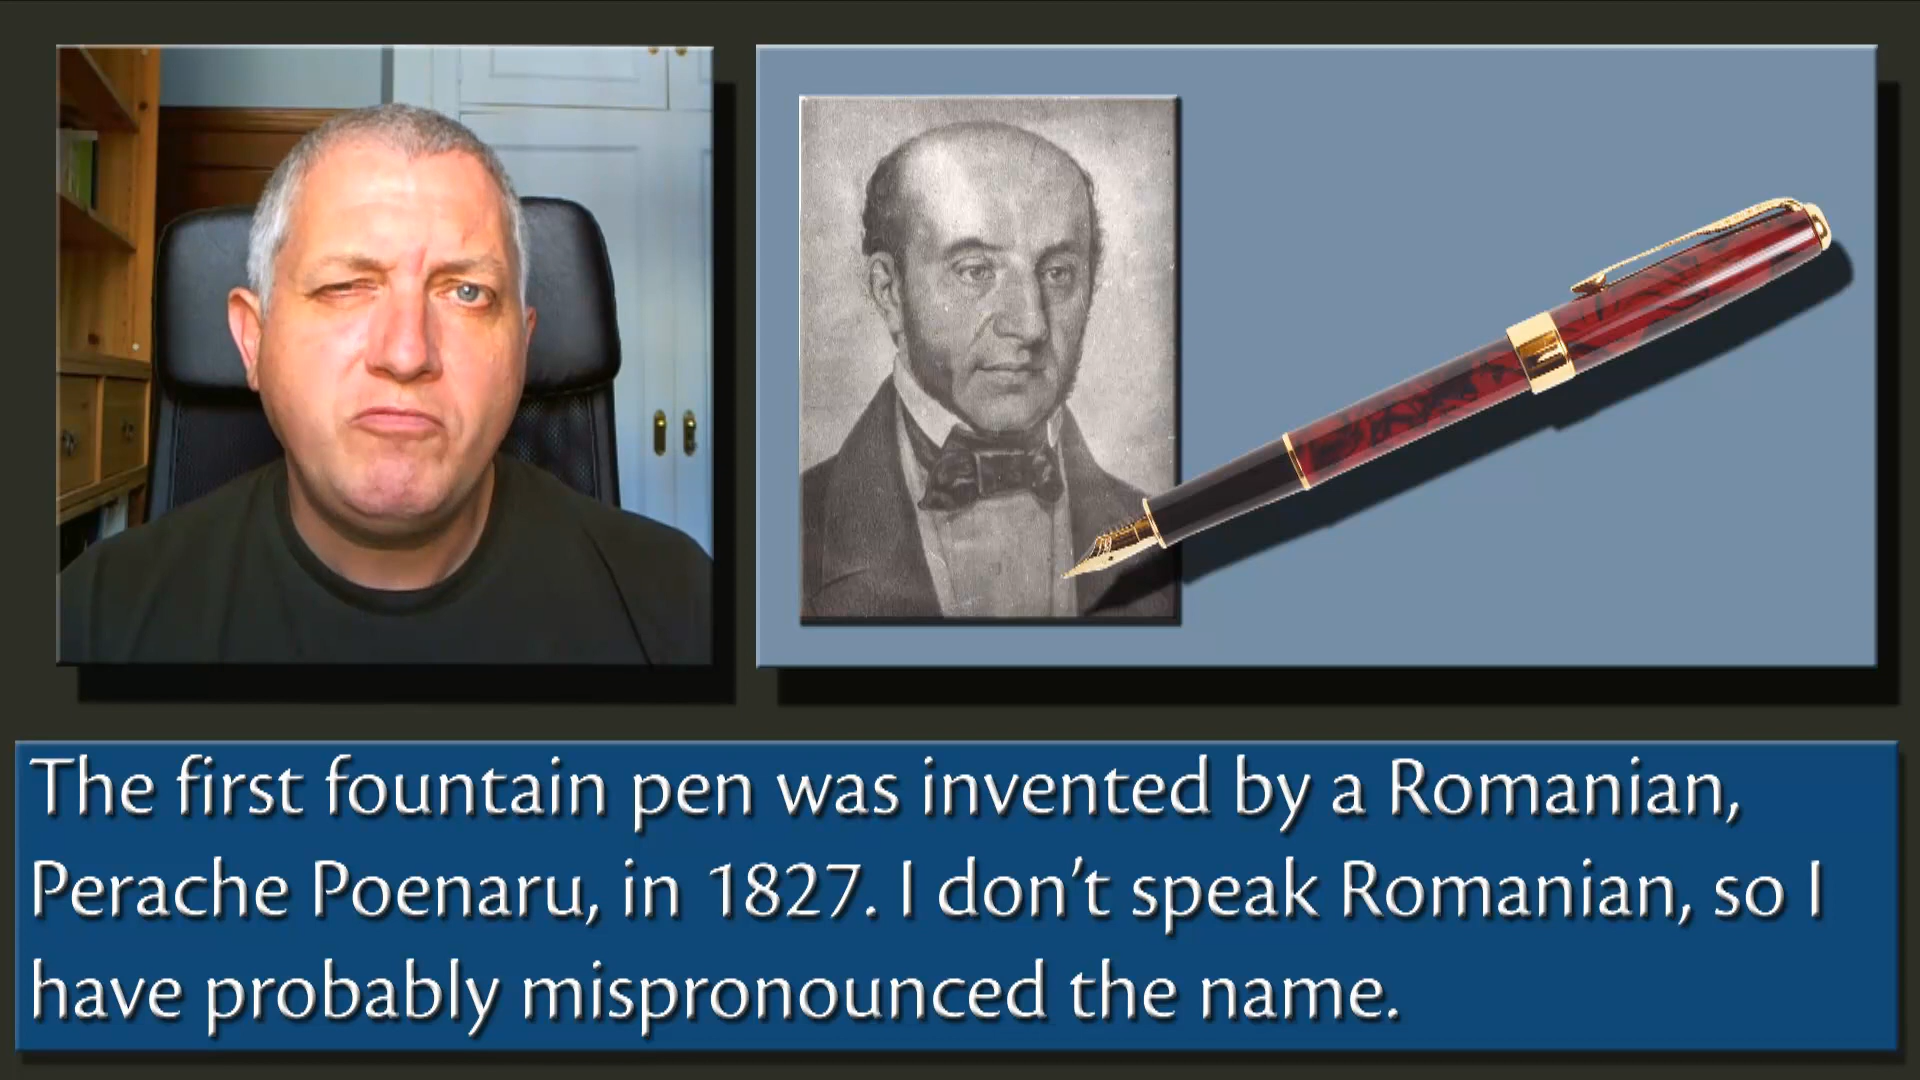 The first fountain pen was invented by a Romanian,
Perache Poenaru, in 1827. I don't speak Romanian, so I
have probably mispronounced the name.